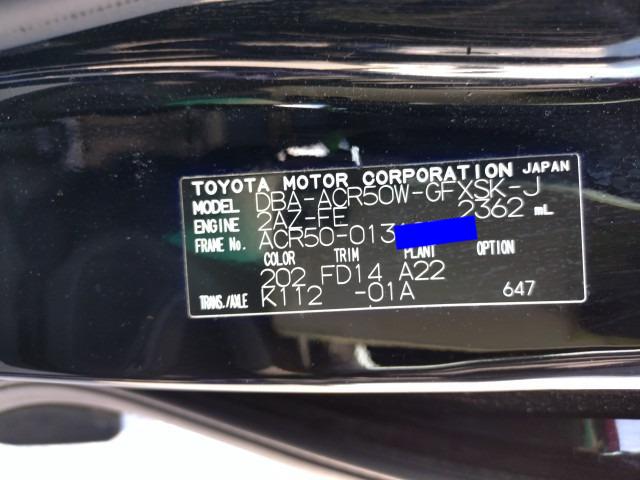 TOYOTA MOTOR CORPORATION JAPAN
MODEL DBA-ACR50W-GFXSK-J
ENGINE 2AZ-FE 2362 mL
FRAME No. ACR50-013
COLOR TRIM PLANT OPTION
202 FD14 A22
TRANS./AXLE K112 -01A 647